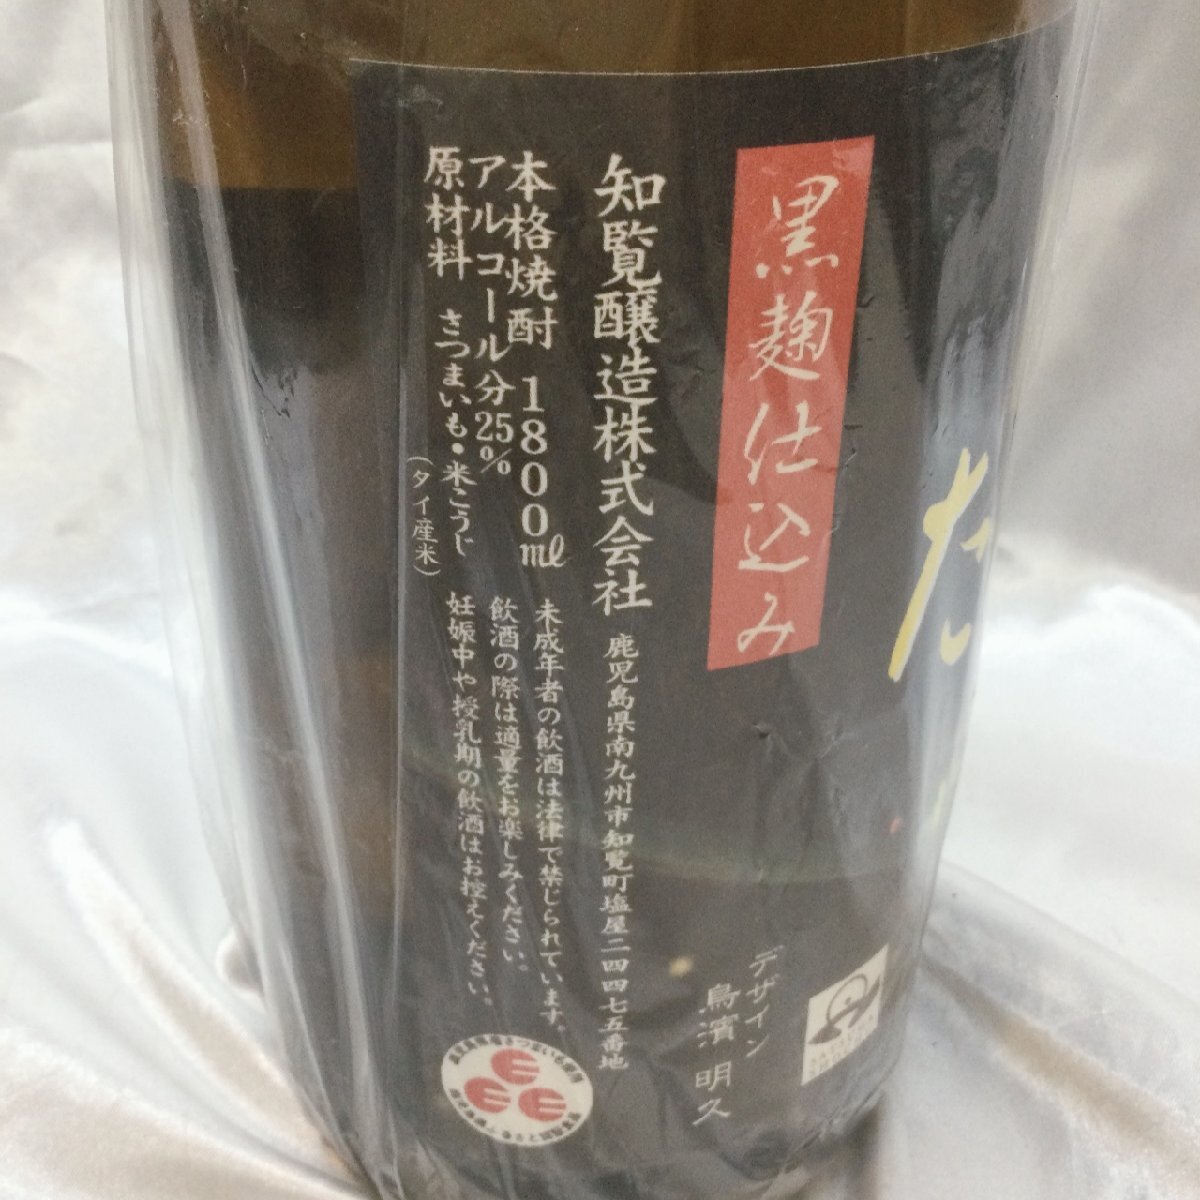 黒麹仕込み
知覧醸造株式会社
鹿児島県南九州市知覧町塩屋二四四七五番地
本格焼酎 1800ml
アルコール分25%
原材料 さつまいも・米こうじ
(タイ産米)
未成年者の飲酒は法律で禁じられています。
飲酒の際は適量をお楽しみください。
妊娠中や授乳期の飲酒はお控えください。
デザイン
鳥濱 明久